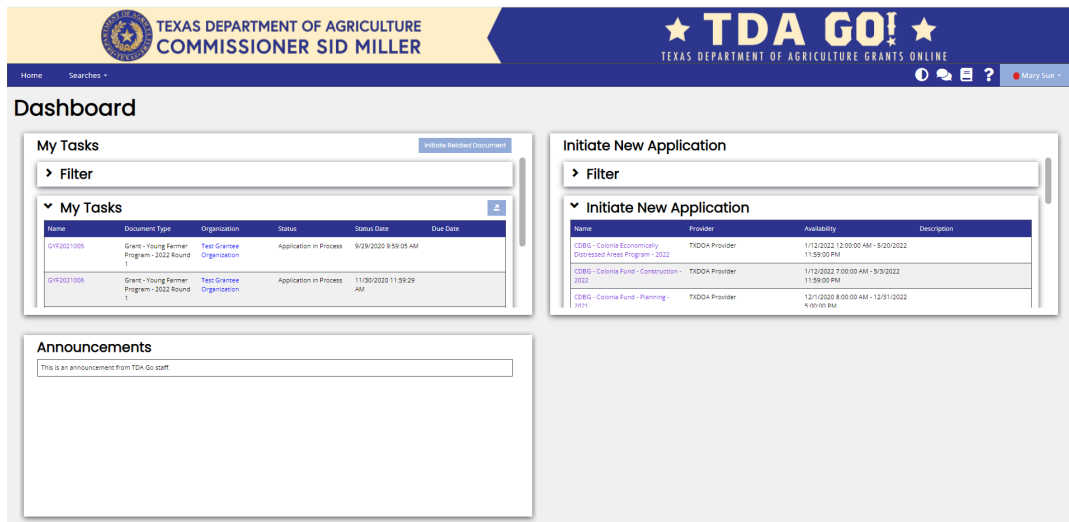 TEXAS DEPARTMENT OF AGRICULTURE
COMMISSIONER SID MILLER
TDA GO!
TEXAS DEPARTMENT OF AGRICULTURE GRANTS ONLINE
Home Searches
? Mary Sue
Dashboard
My Tasks Initiate Related Document
Filter
My Tasks
Name Document Type Organization Status Status Date Due Date
GYF2021005 Grant - Young Farmer Test Grantee Application in Process 9/29/2020 9:59:05 AM
Program - 2022 Round Organization
1
GYF2021006 Grant - Young Farmer Test Grantee Application in Process 11/30/2020 11:59:29
Program - 2022 Round Organization AM
1
Initiate New Application
Filter
Initiate New Application
Name Provider Availability Description
CDBG - Colonia Economically TXDOA Provider 1/12/2022 12:00:00 AM - 5/20/2022
Distressed Areas Program - 2022 11:59:00 PM
CDBG - Colonia Fund - Construction - TXDOA Provider 1/12/2022 7:00:00 AM - 5/3/2022
2022 11:59:00 PM
CDBG - Colonia Fund - Planning - TXDOA Provider 12/1/2020 8:00:00 AM - 12/31/2022
2021 5:00:00 PM
Announcements
This is an announcement from TDA Go staff.